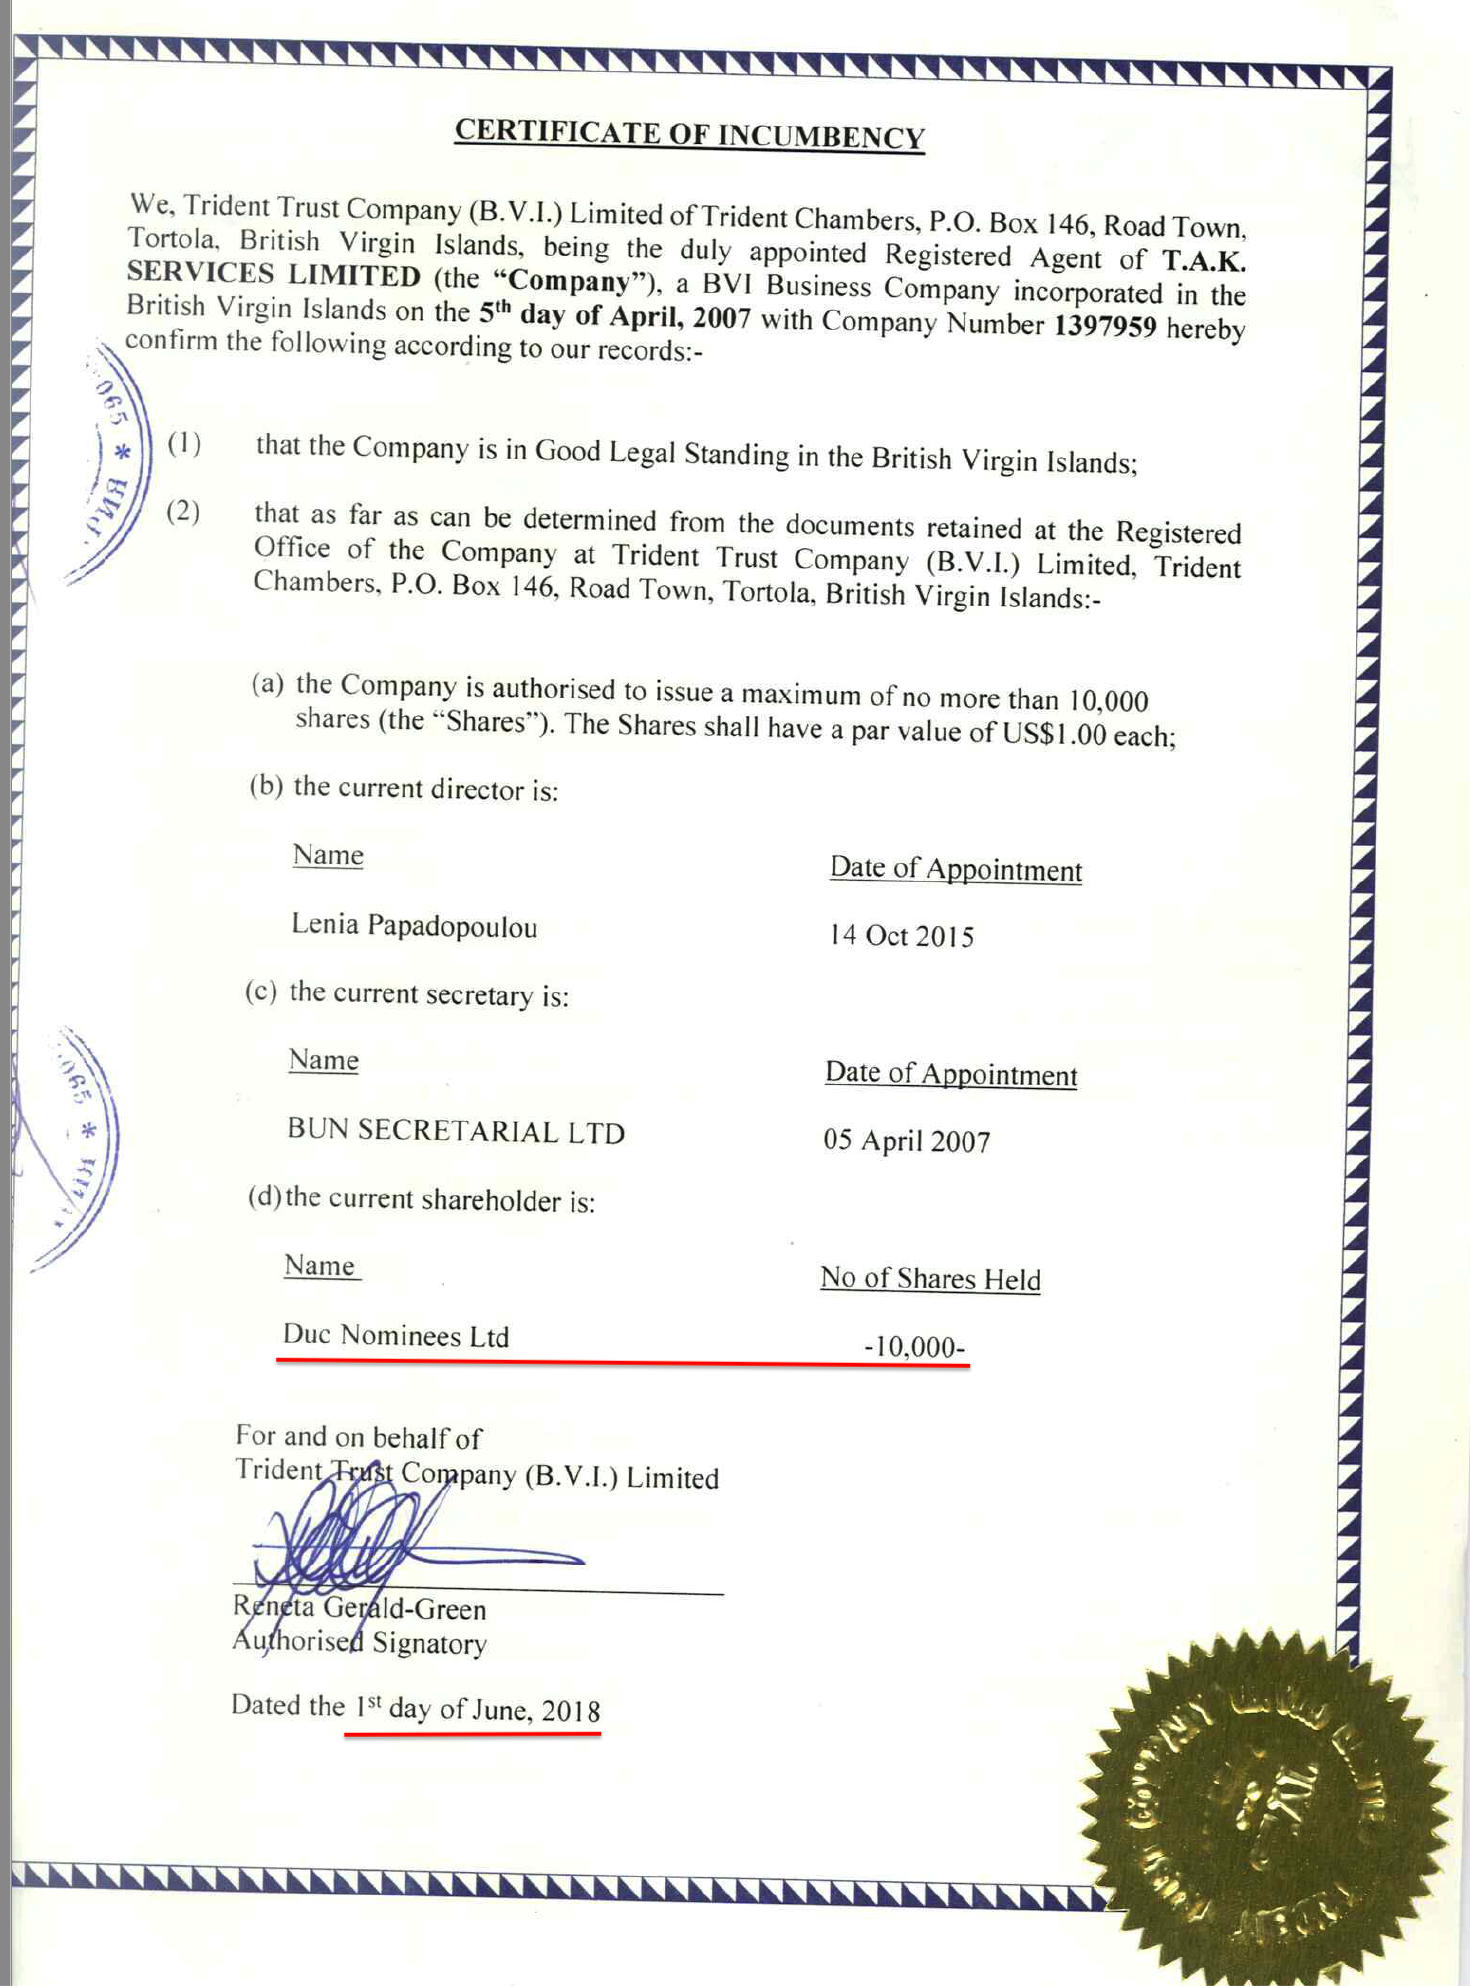 CERTIFICATE OF INCUMBENCY
We, Trident Trust Company (B.V.I.) Limited of Trident Chambers, P.O. Box 146, Road Town,
Tortola, British Virgin Islands, being the duly appointed Registered Agent of T.A.K.
SERVICES LIMITED (the “Company”), a BVI Business Company incorporated in the
British Virgin Islands on the 5th day of April, 2007 with Company Number 1397959 hereby
confirm the following according to our records:-
(1) that the Company is in Good Legal Standing in the British Virgin Islands;
(2) that as far as can be determined from the documents retained at the Registered
Office of the Company at Trident Trust Company (B.V.I.) Limited, Trident
Chambers, P.O. Box 146, Road Town, Tortola, British Virgin Islands:-
(a) the Company is authorised to issue a maximum of no more than 10,000
shares (the “Shares”). The Shares shall have a par value of US$1.00 each;
(b) the current director is:
Name Date of Appointment
Lenia Papadopoulou 14 Oct 2015
(c) the current secretary is:
Name Date of Appointment
BUN SECRETARIAL LTD 05 April 2007
(d) the current shareholder is:
Name No of Shares Held
Duc Nominees Ltd -10,000-
For and on behalf of
Trident Trust Company (B.V.I.) Limited
Reneta Gerald-Green
Authorised Signatory
Dated the 1st day of June, 2018